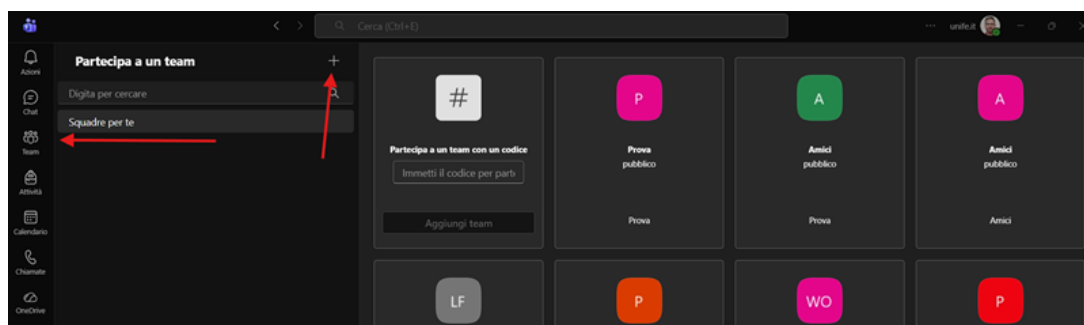 Cerca (Ctrl+E)
unife.it
Azioni
Chat
Team
Attività
Calendario
Chiamate
OneDrive
Partecipa a un team
Digita per cercare
Squadre per te
#
Partecipa a un team con un codice
Immetti il codice per parte
Aggiungi team
P
Prova
pubblico
Prova
A
Amici
pubblico
Prova
A
Amici
pubblico
Amici
LF
P
WO
P